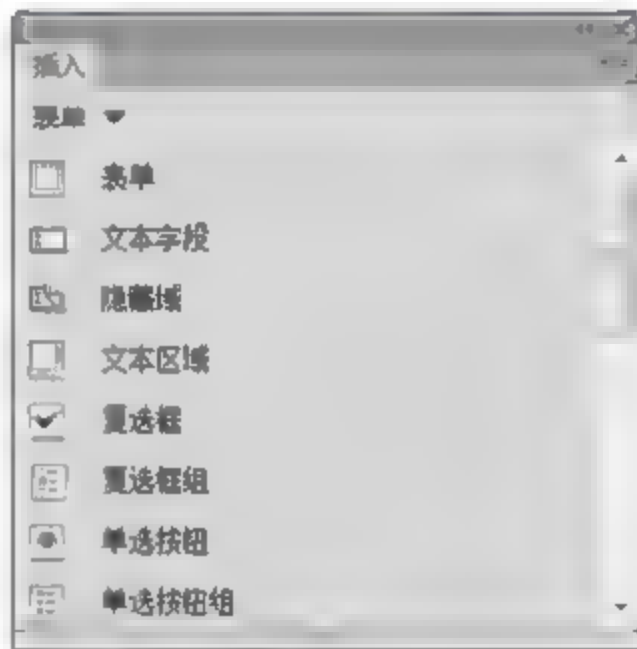 插入
表单
表单
文本字段
隐藏域
文本区域
复选框
复选框组
单选按钮
单选按钮组